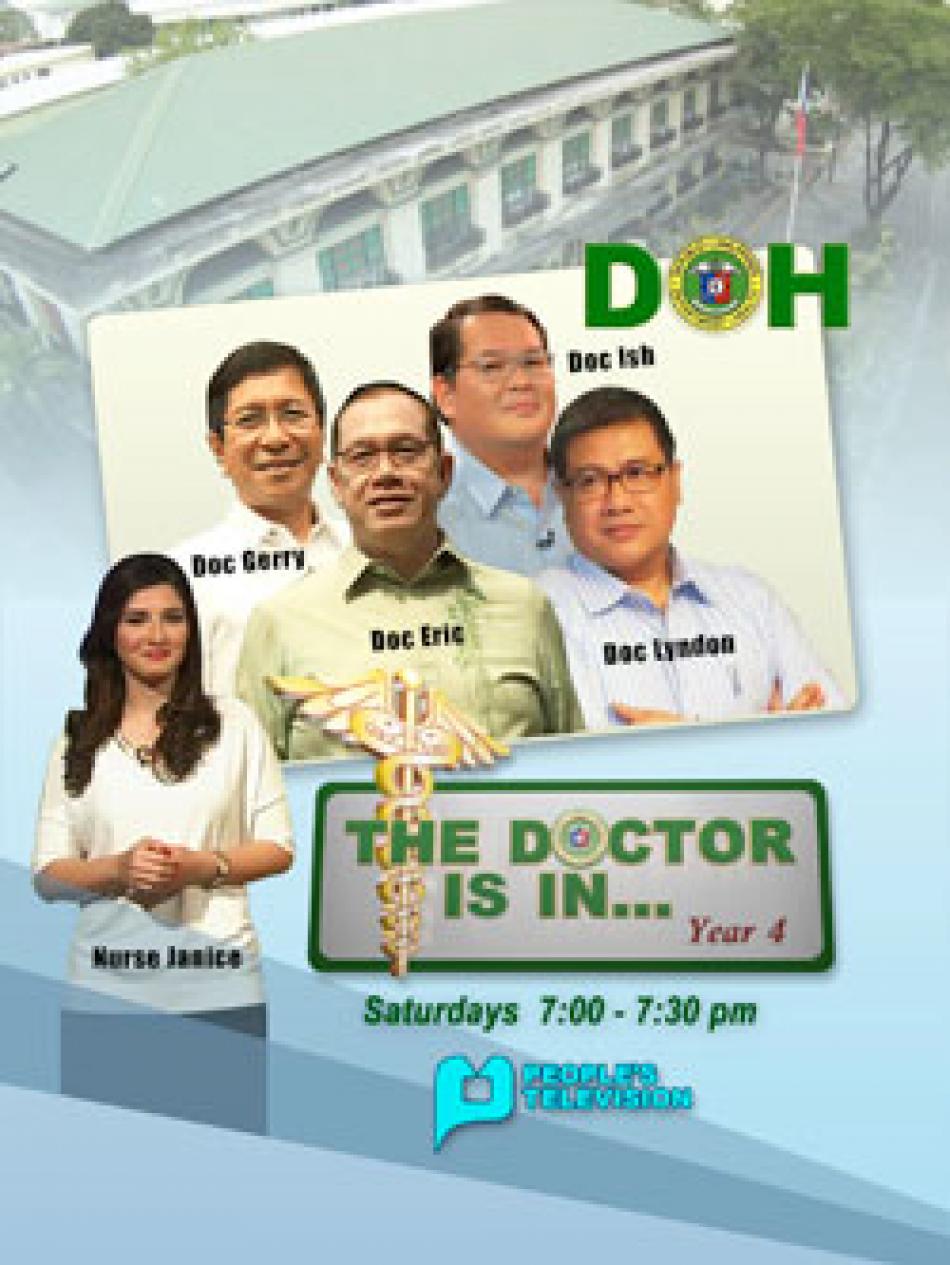 DOH
Doc Ish
Doc Gerry
Doc Eric
Doc Lyndon
THE DOCTOR
IS IN...
Year 4
Nurse Janice
Saturdays 7:00 - 7:30 pm
PEOPLE'S
TELEVISION